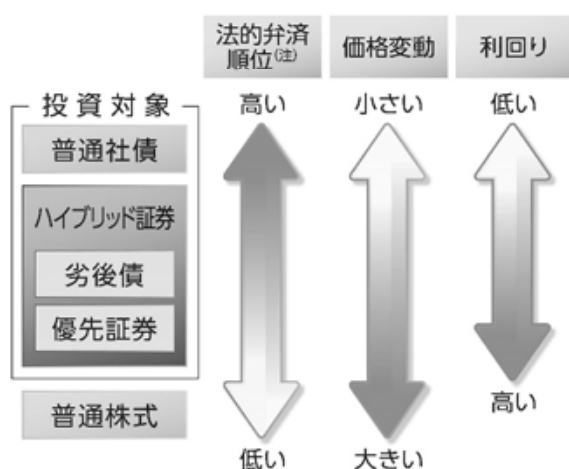 法的弁済
順位(注)
価格変動
利回り
投資対象
高い
小さい
低い
普通社債
ハイブリッド証券
劣後債
優先証券
普通株式
高い
低い
大きい